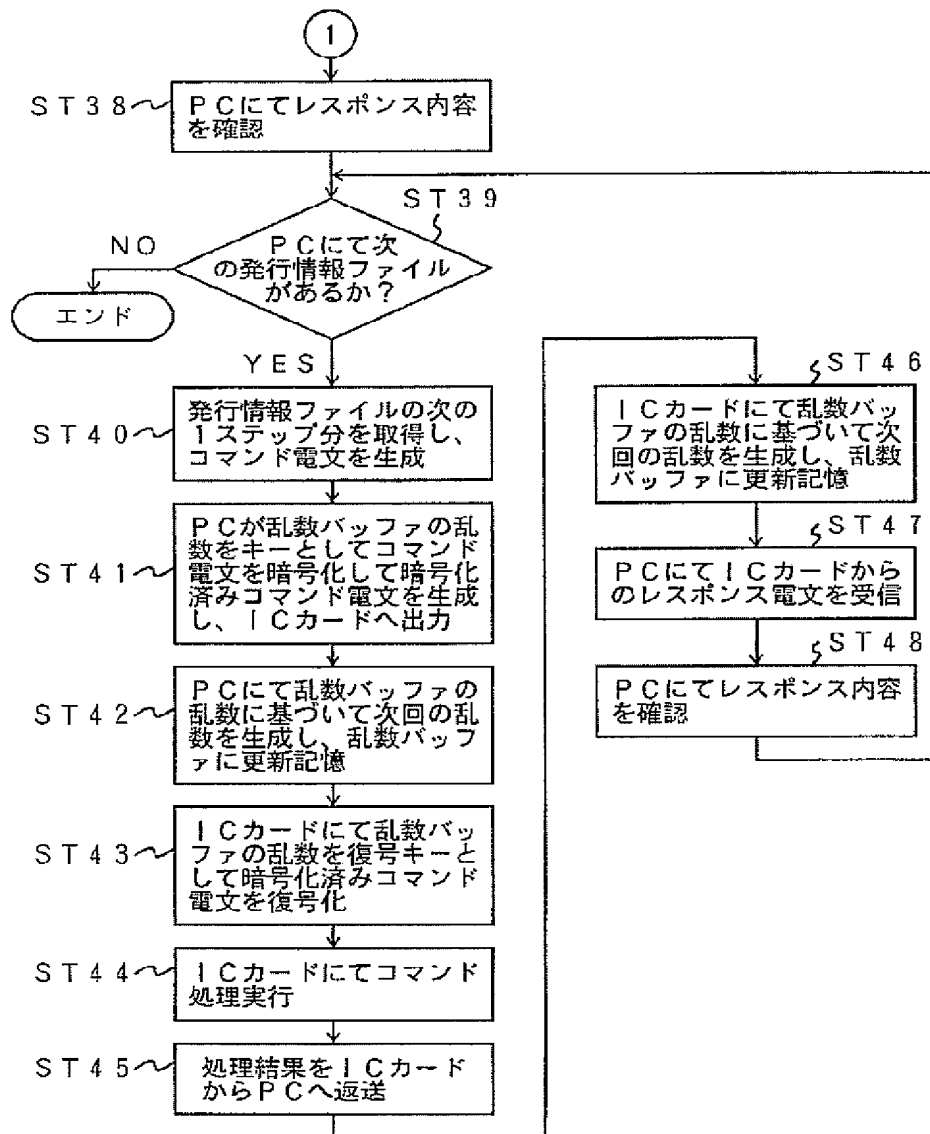 1
ST38
PCにてレスポンス内容
を確認
ST39
PCにて次
の発行情報ファイル
があるか?
NO
エンド
YES
ST40
発行情報ファイルの次の
1ステップ分を取得し、
コマンド電文を生成
ST41
PCが乱数バッファの乱
数をキーとしてコマンド
電文を暗号化して暗号化
済みコマンド電文を生成
し、ICカードへ出力
ST42
PCにて乱数バッファの
乱数に基づいて次回の乱
数を生成し、乱数バッフ
ァに更新記憶
ST43
ICカードにて乱数バッ
ファの乱数を復号キーと
して暗号化済みコマンド
電文を復号化
ST44
ICカードにてコマンド
処理実行
ST45
処理結果をICカード
からPCへ返送
ST46
ICカードにて乱数バッ
ファの乱数に基づいて次
回の乱数を生成し、乱数
バッファに更新記憶
ST47
PCにてICカードから
のレスポンス電文を受信
ST48
PCにてレスポンス内容
を確認